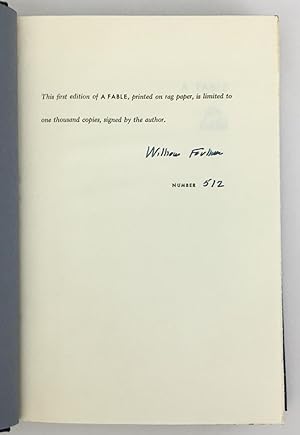 This first edition of A FABLE, printed on rag paper, is limited to
one thousand copies, signed by the author.
William Faulkner
NUMBER 512